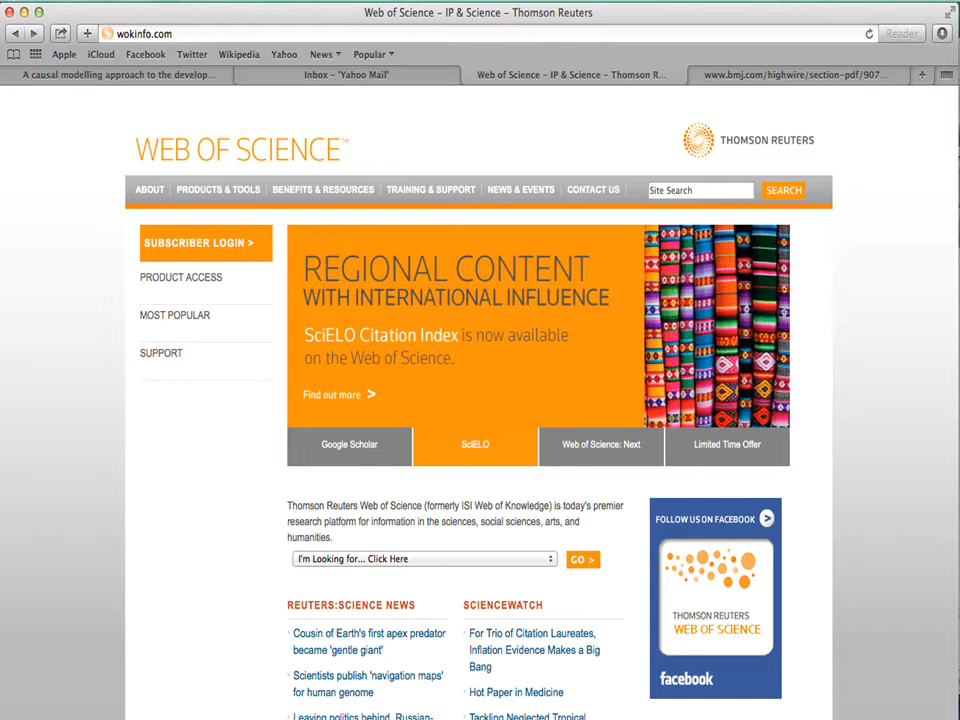 Web of Science – IP & Science – Thomson Reuters
wokinfo.com
Reader
Apple iCloud Facebook Twitter Wikipedia Yahoo News Popular
A causal modelling approach to the develop...
Inbox – 'Yahoo Mail'
Web of Science – IP & Science – Thomson R...
www.bmj.com/highwire/section-pdf/907...
WEB OF SCIENCE™
THOMSON REUTERS
ABOUT PRODUCTS & TOOLS BENEFITS & RESOURCES TRAINING & SUPPORT NEWS & EVENTS CONTACT US
Site Search
SEARCH
SUBSCRIBER LOGIN >
PRODUCT ACCESS
MOST POPULAR
SUPPORT
REGIONAL CONTENT
WITH INTERNATIONAL INFLUENCE
SciELO Citation Index is now available
on the Web of Science.
Find out more >
Google Scholar
SciELO
Web of Science: Next
Limited Time Offer
Thomson Reuters Web of Science (formerly ISI Web of Knowledge) is today's premier
research platform for information in the sciences, social sciences, arts, and
humanities.
I'm Looking for... Click Here
GO >
REUTERS:SCIENCE NEWS
Cousin of Earth's first apex predator
became 'gentle giant'
Scientists publish 'navigation maps'
for human genome
Leaving politics behind, Russian-
SCIENCEWATCH
For Trio of Citation Laureates,
Inflation Evidence Makes a Big
Bang
Hot Paper in Medicine
Tackling Neglected Tropical
FOLLOW US ON FACEBOOK >
THOMSON REUTERS
WEB OF SCIENCE
facebook